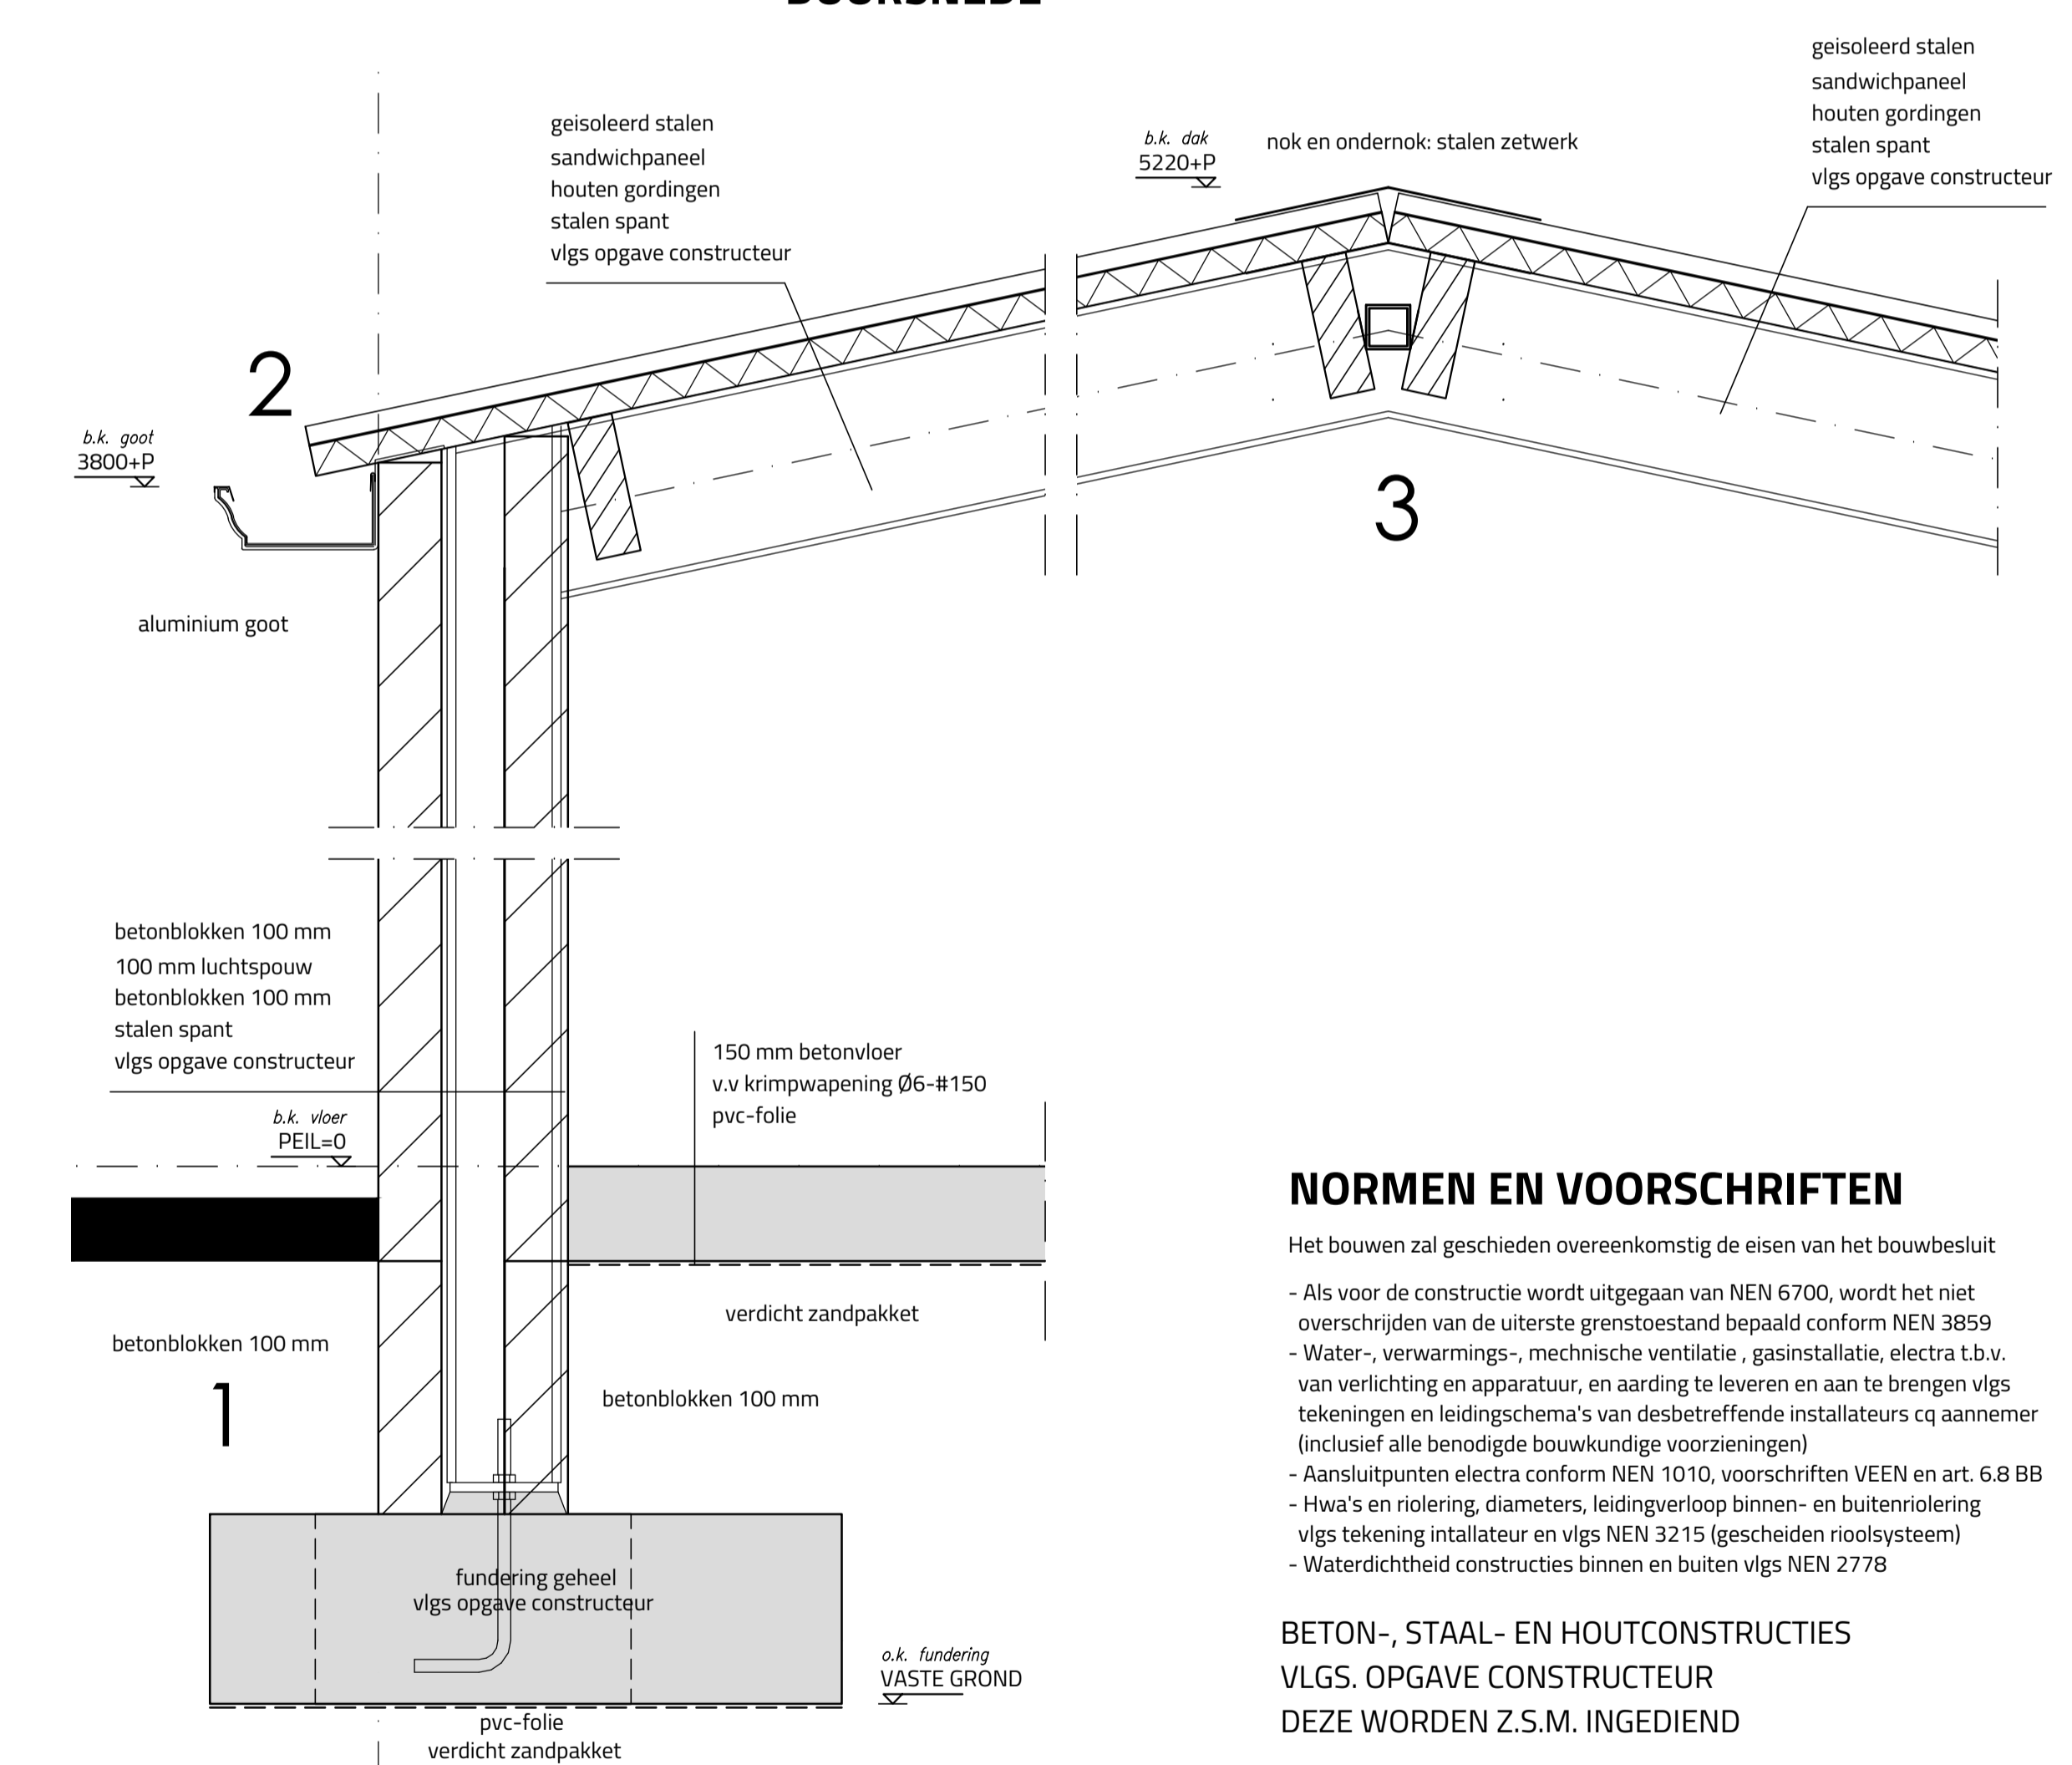 DOORSNEDE
geisoleerd stalen
sandwichpaneel
houten gordingen
stalen spant
vlgs opgave constructeur
b.k. dak
5220+P
nok en ondernok: stalen zetwerk
geisoleerd stalen
sandwichpaneel
houten gordingen
stalen spant
vlgs opgave constructeur
2
b.k. goot
3800+P
3
aluminium goot
betonblokken 100 mm
100 mm luchtspouw
betonblokken 100 mm
stalen spant
vlgs opgave constructeur
b.k. vloer
PEIL=0
150 mm betonvloer
v.v krimpwapening Ø6-#150
pvc-folie
verdicht zandpakket
betonblokken 100 mm
1
betonblokken 100 mm
fundering geheel
vlgs opgave constructeur
o.k. fundering
VASTE GROND
pvc-folie
verdicht zandpakket
NORMEN EN VOORSCHRIFTEN
Het bouwen zal geschieden overeenkomstig de eisen van het bouwbesluit
- Als voor de constructie wordt uitgegaan van NEN 6700, wordt het niet
overschrijden van de uiterste grenstoestand bepaald conform NEN 3859
- Water-, verwarmings-, mechnische ventilatie , gasinstallatie, electra t.b.v.
van verlichting en apparatuur, en aarding te leveren en aan te brengen vlgs
tekeningen en leidingschema's van desbetreffende installateurs cq aannemer
(inclusief alle benodigde bouwkundige voorzieningen)
- Aansluitpunten electra conform NEN 1010, voorschriften VEEN en art. 6.8 BB
- Hwa's en riolering, diameters, leidingverloop binnen- en buitenriolering
vlgs tekening intallateur en vlgs NEN 3215 (gescheiden rioolsysteem)
- Waterdichtheid constructies binnen en buiten vlgs NEN 2778
BETON-, STAAL- EN HOUTCONSTRUCTIES
VLGS. OPGAVE CONSTRUCTEUR
DEZE WORDEN Z.S.M. INGEDIEND